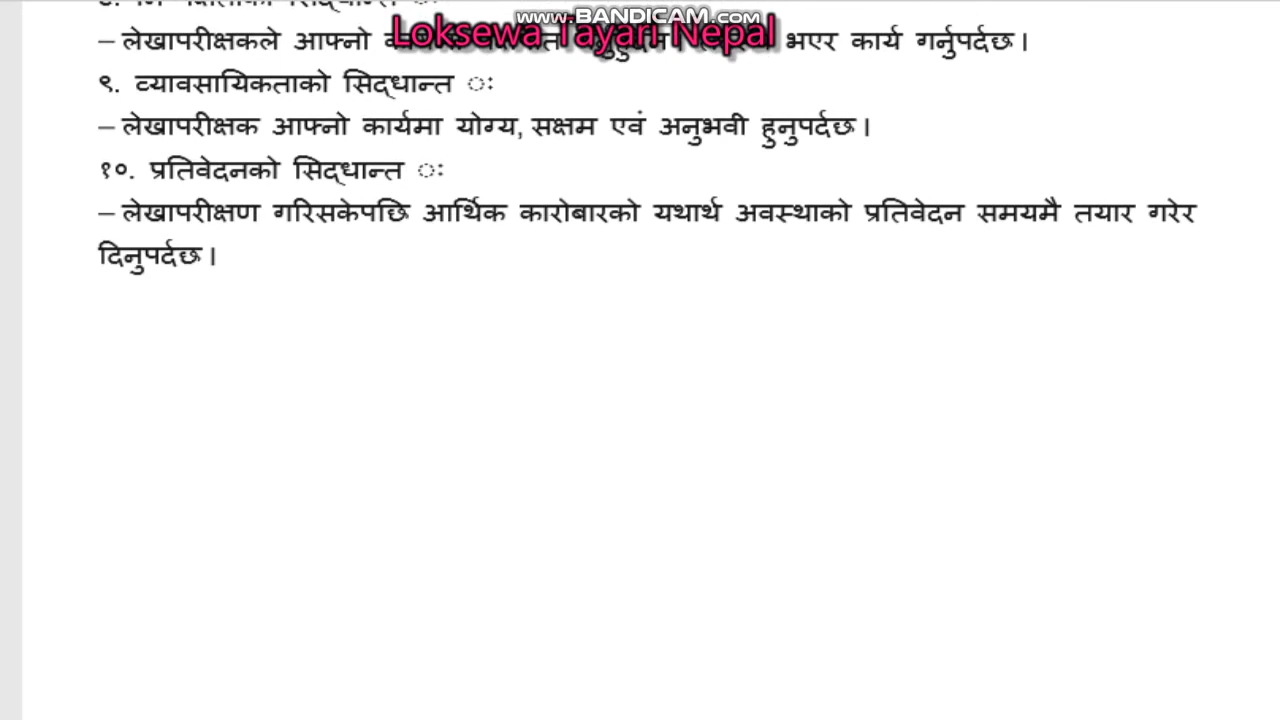 www.BANDICAM.com
Loksewa Tayari Nepal
– लेखापरीक्षकले आफ्नो भएर कार्य गर्नुपर्दछ ।
९. व्यावसायिकताको सिद्धान्त ः
– लेखापरीक्षक आफ्नो कार्यमा योग्य, सक्षम एवं अनुभवी हुनुपर्दछ ।
१०. प्रतिवेदनको सिद्धान्त ः
– लेखापरीक्षण गरिसकेपछि आर्थिक कारोबारको यथार्थ अवस्थाको प्रतिवेदन समयमै तयार गरेर
दिनुपर्दछ ।